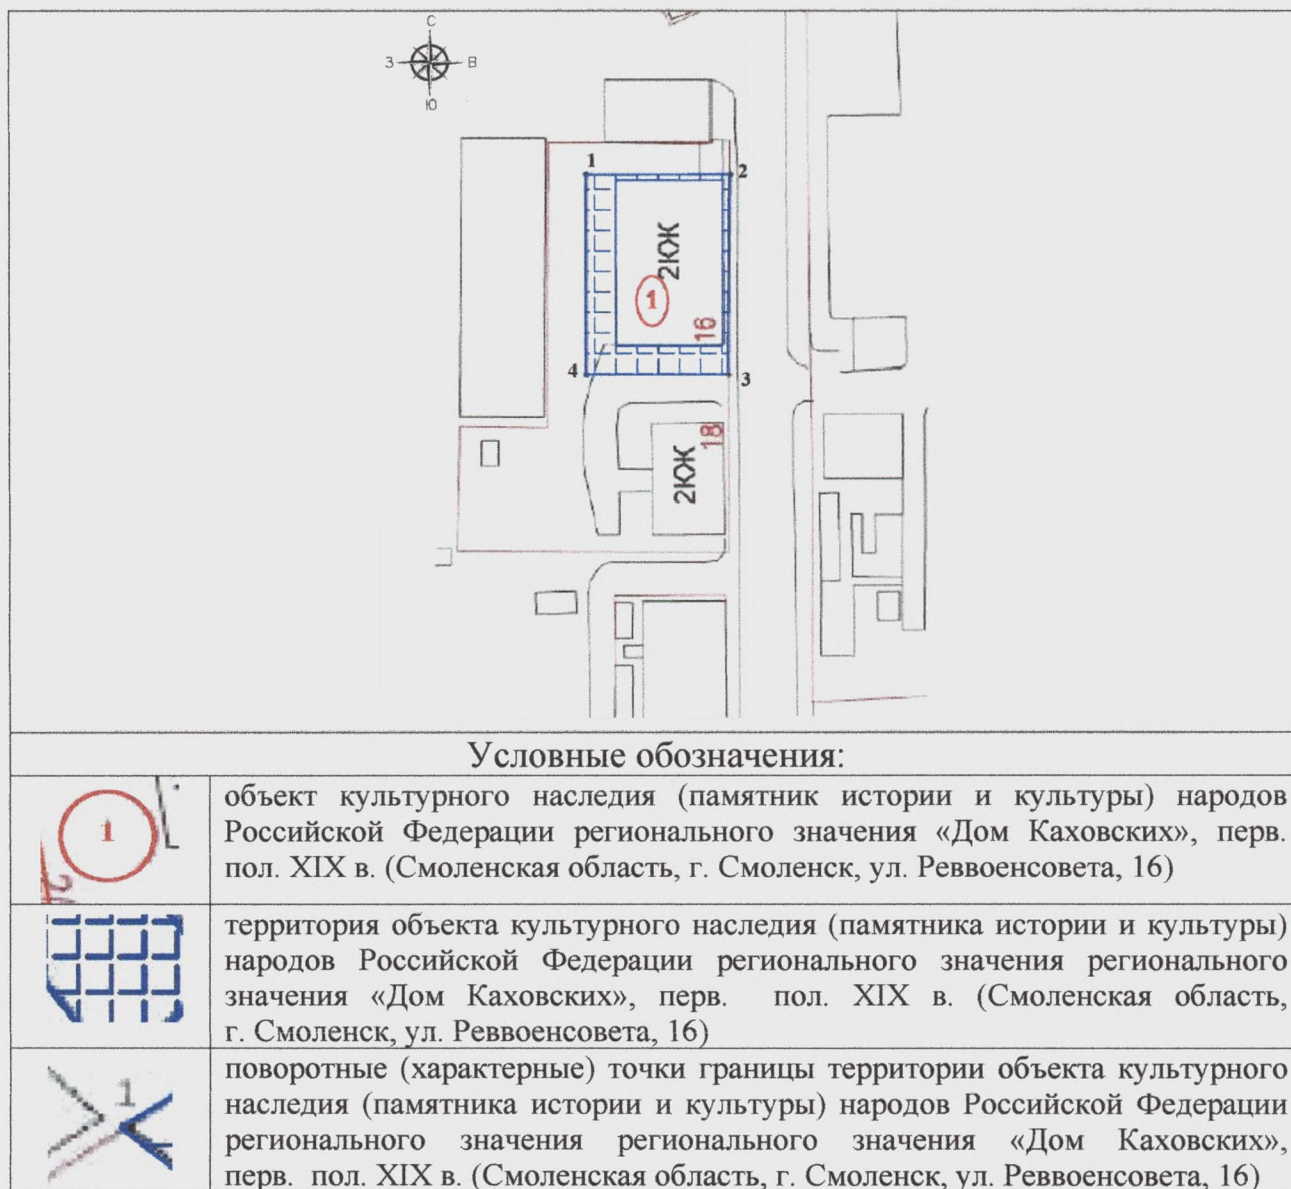 С
З В
Ю
1 2
2КЖ
1
16
4 3
18
2КЖ
Условные обозначения:
1
объект культурного наследия (памятник истории и культуры) народов
Российской Федерации регионального значения «Дом Каховских», перв.
пол. XIX в. (Смоленская область, г. Смоленск, ул. Реввоенсовета, 16)
территория объекта культурного наследия (памятника истории и культуры)
народов Российской Федерации регионального значения регионального
значения «Дом Каховских», перв. пол. XIX в. (Смоленская область,
г. Смоленск, ул. Реввоенсовета, 16)
1
поворотные (характерные) точки границы территории объекта культурного
наследия (памятника истории и культуры) народов Российской Федерации
регионального значения регионального значения «Дом Каховских»,
перв. пол. XIX в. (Смоленская область, г. Смоленск, ул. Реввоенсовета, 16)